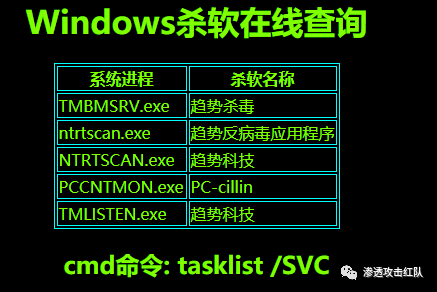 Windows杀软在线查询
系统进程 杀软名称
TMBMSRV.exe 趋势杀毒
ntrtscan.exe 趋势反病毒应用程序
NTRTSCAN.exe 趋势科技
PCCNTMON.exe PC-cillin
TMLISTEN.exe 趋势科技
cmd命令: tasklist /SVC
渗透攻击红队